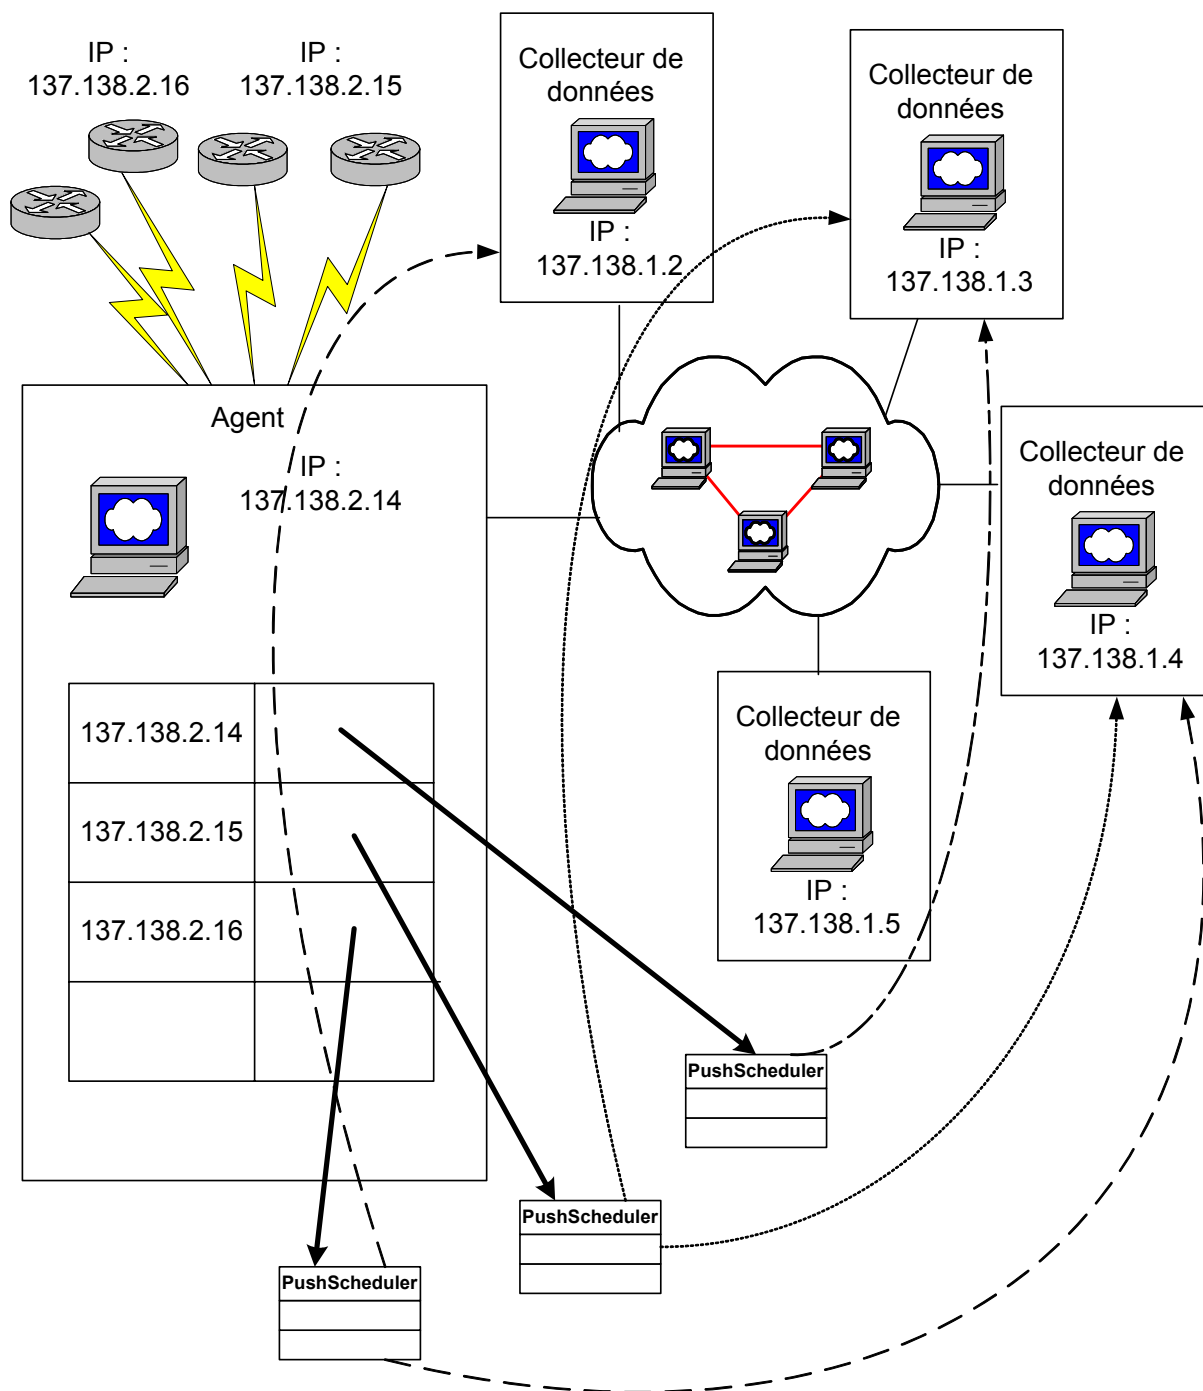 IP :
137.138.2.16
IP :
137.138.2.15
Collecteur de
données
IP :
137.138.1.2
Collecteur de
données
IP :
137.138.1.3
Agent
IP :
137.138.2.14
Collecteur de
données
IP :
137.138.1.4
Collecteur de
données
IP :
137.138.1.5
137.138.2.14
137.138.2.15
137.138.2.16
PushScheduler
PushScheduler
PushScheduler